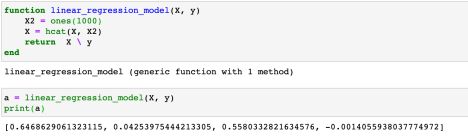 function linear_regression_model(X, y)
    X2 = ones(1000)
    X = hcat(X, X2)
    return  X \ y
end
linear_regression_model (generic function with 1 method)
a = linear_regression_model(X, y)
print(a)
[0.6468629061323115, 0.04253975444213305, 0.5580332821634576, -0.0014055938037774972]